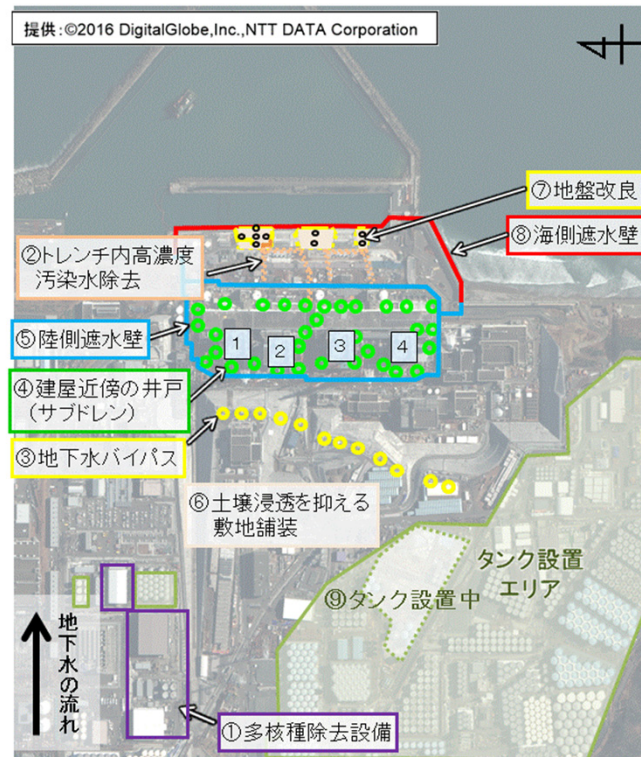 提供:©2016 DigitalGlobe,Inc.,NTT DATA Corporation
⑦地盤改良
⑧海側遮水壁
②トレンチ内高濃度
汚染水除去
⑤陸側遮水壁
1
2
3
4
④建屋近傍の井戸
(サブドレン)
③地下水バイパス
⑥土壌浸透を抑える
敷地舗装
タンク設置
エリア
⑨タンク設置中
地下水の流れ
①多核種除去設備